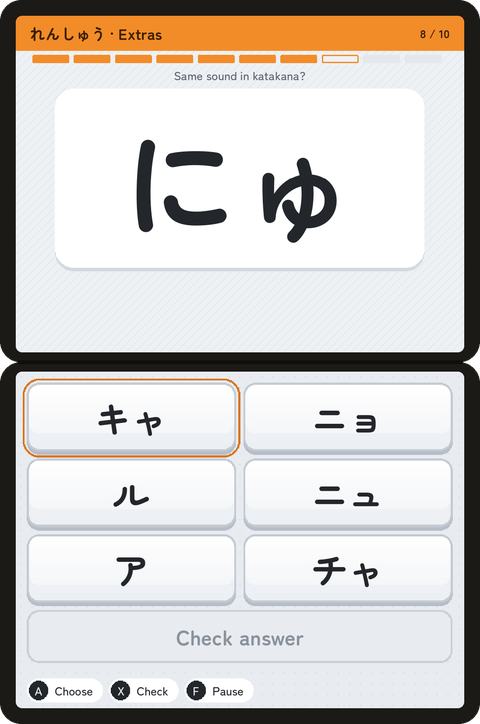 れんしゅう · Extras
8 / 10
Same sound in katakana?
にゅ
キャ
ニョ
ル
ニュ
ア
チャ
Check answer
A Choose
X Check
F Pause